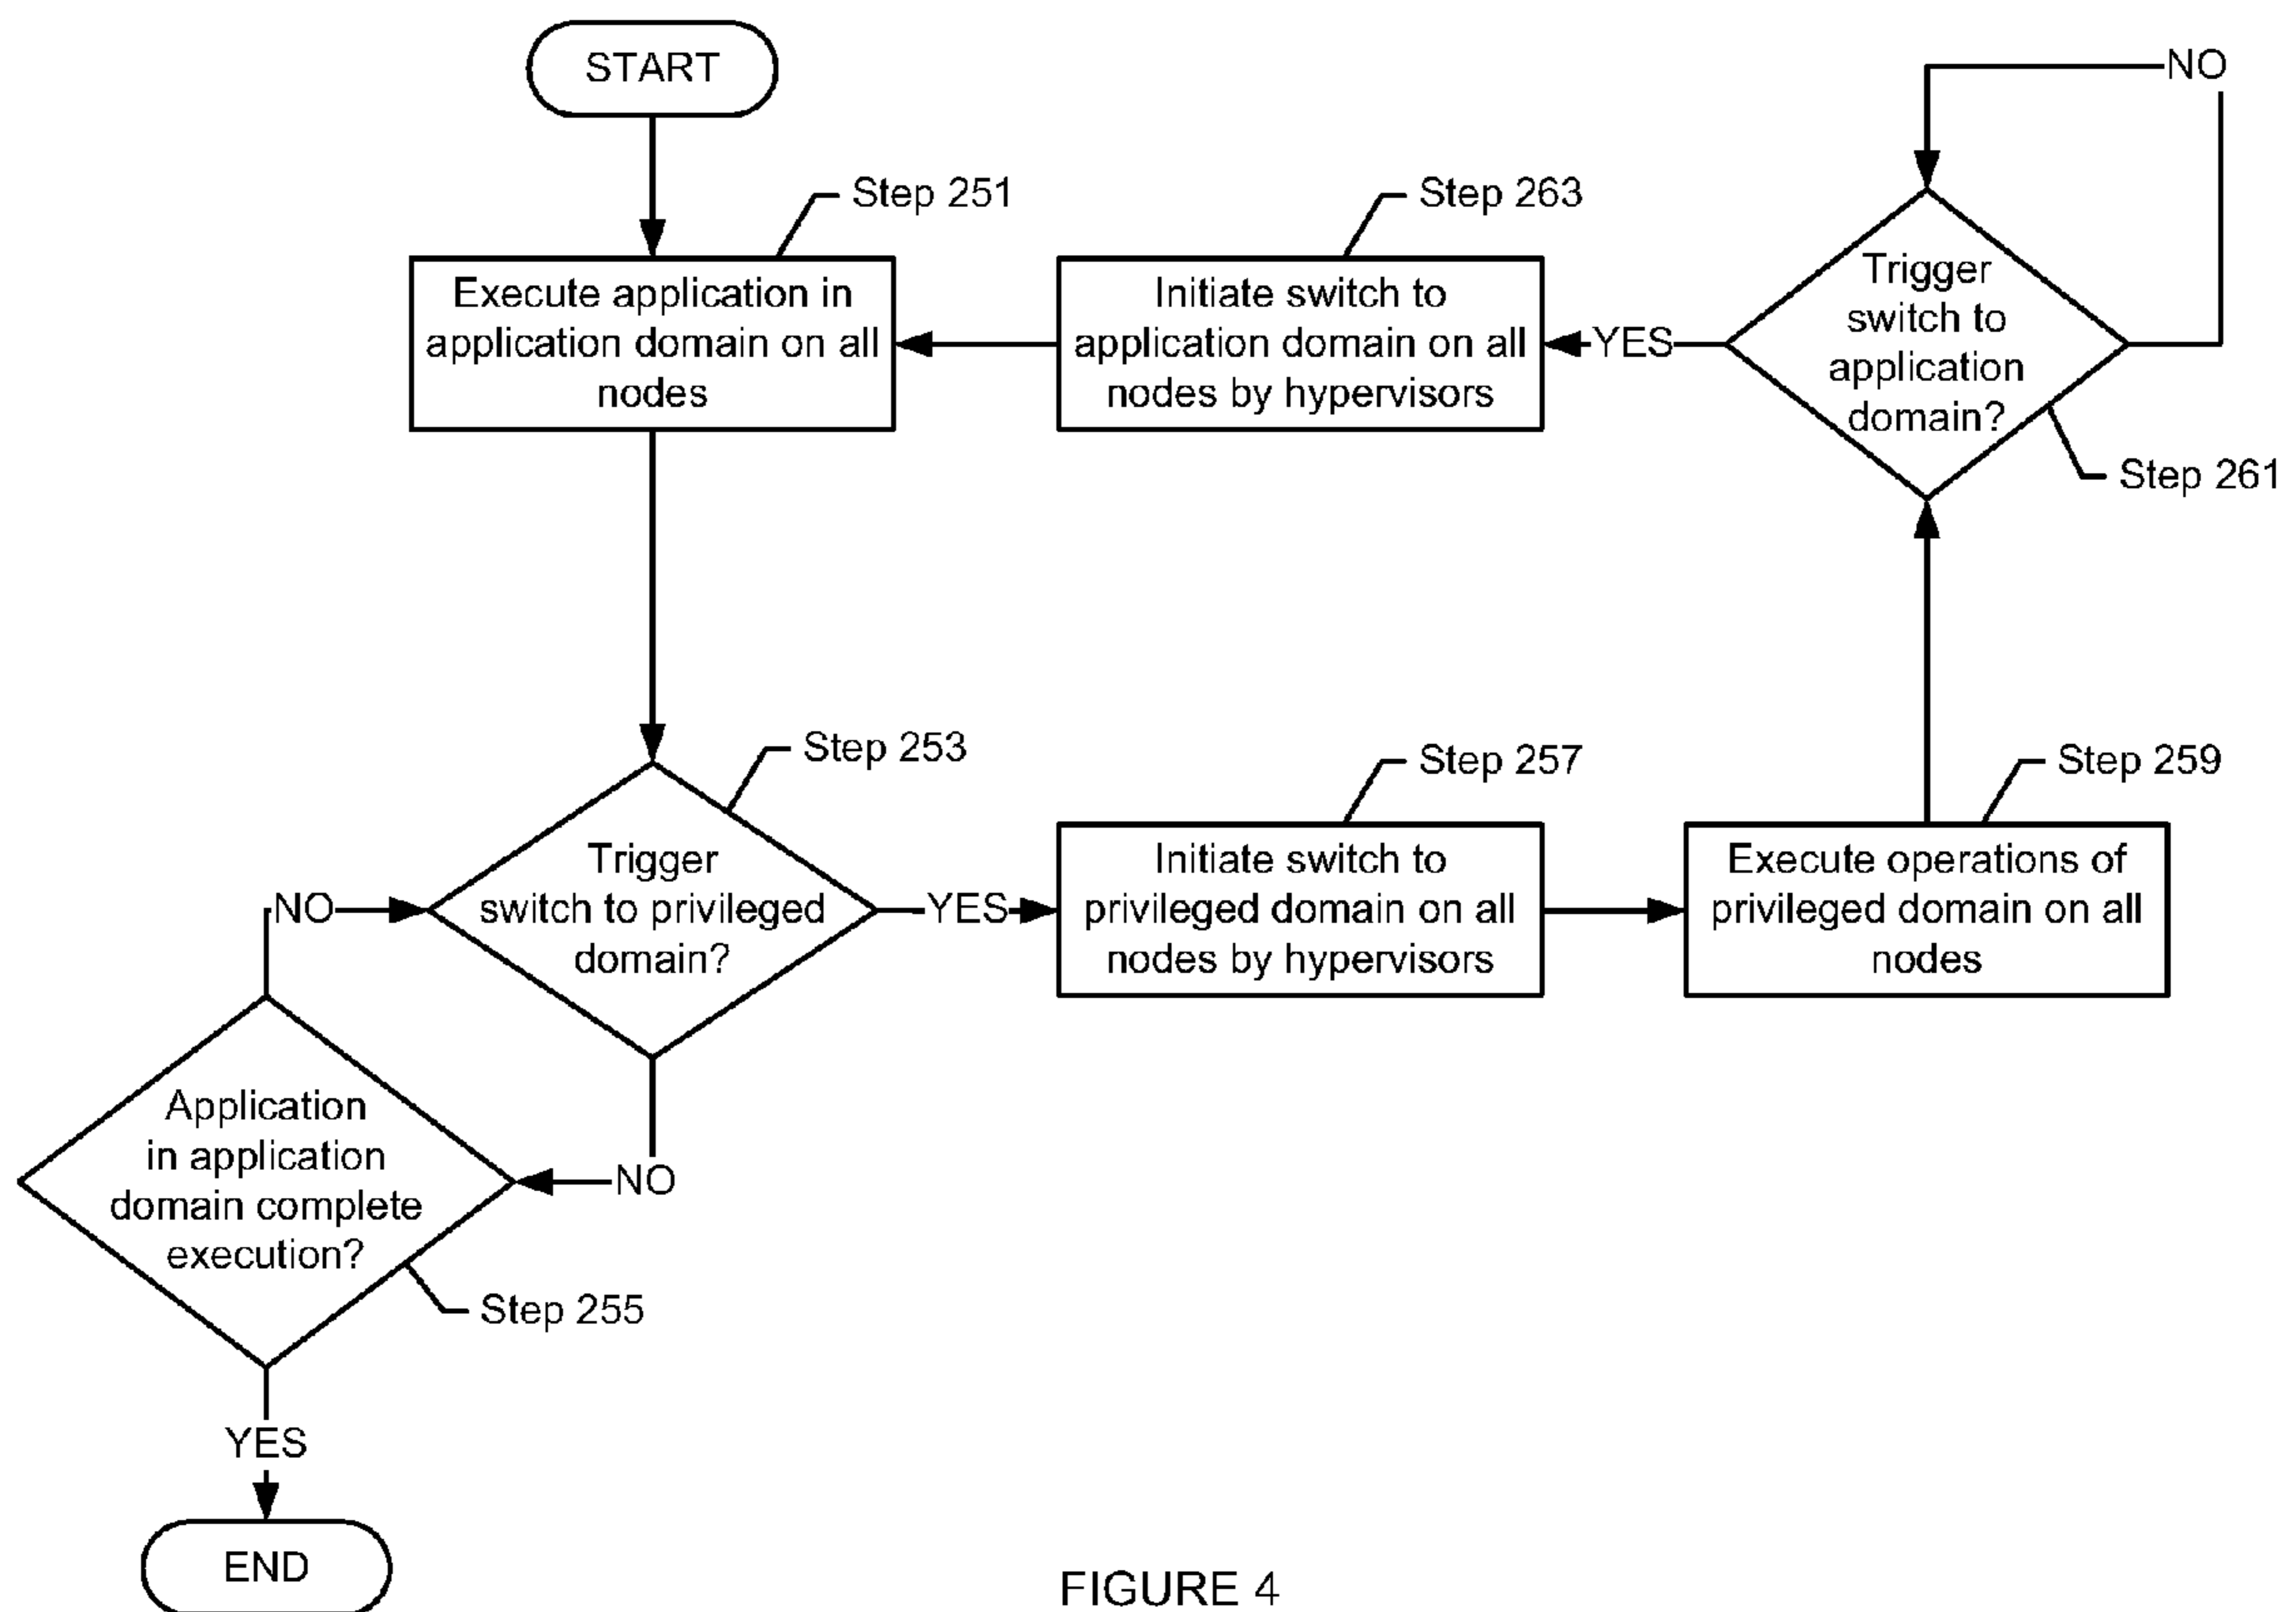 START
NO
Step 251
Step 263
Execute application in
application domain on all
nodes
Initiate switch to
application domain on all
nodes by hypervisors
YES
Trigger
switch to
application
domain?
Step 261
Step 253
Step 257
Step 259
Trigger
switch to privileged
domain?
NO
YES
Initiate switch to
privileged domain on all
nodes by hypervisors
Execute operations of
privileged domain on all
nodes
Application
in application
domain complete
execution?
NO
Step 255
YES
END
FIGURE 4